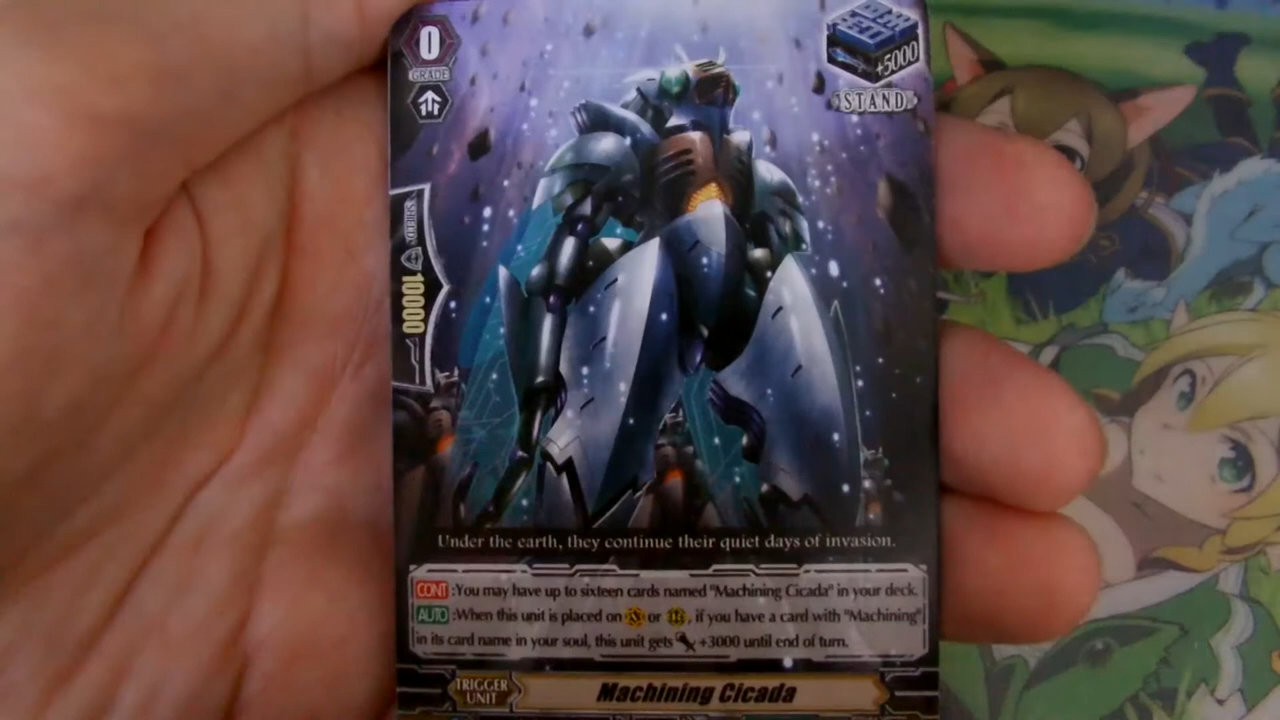 0
GRADE
+5000
STAND
SHIELD
10000
Under the earth, they continue their quiet days of invasion.
CONT:You may have up to sixteen cards named "Machining Cicada" in your deck.
AUTO:When this unit is placed on V or R, if you have a card with "Machining"
in its card name in your soul, this unit gets +3000 until end of turn.
TRIGGER
UNIT
Machining Cicada